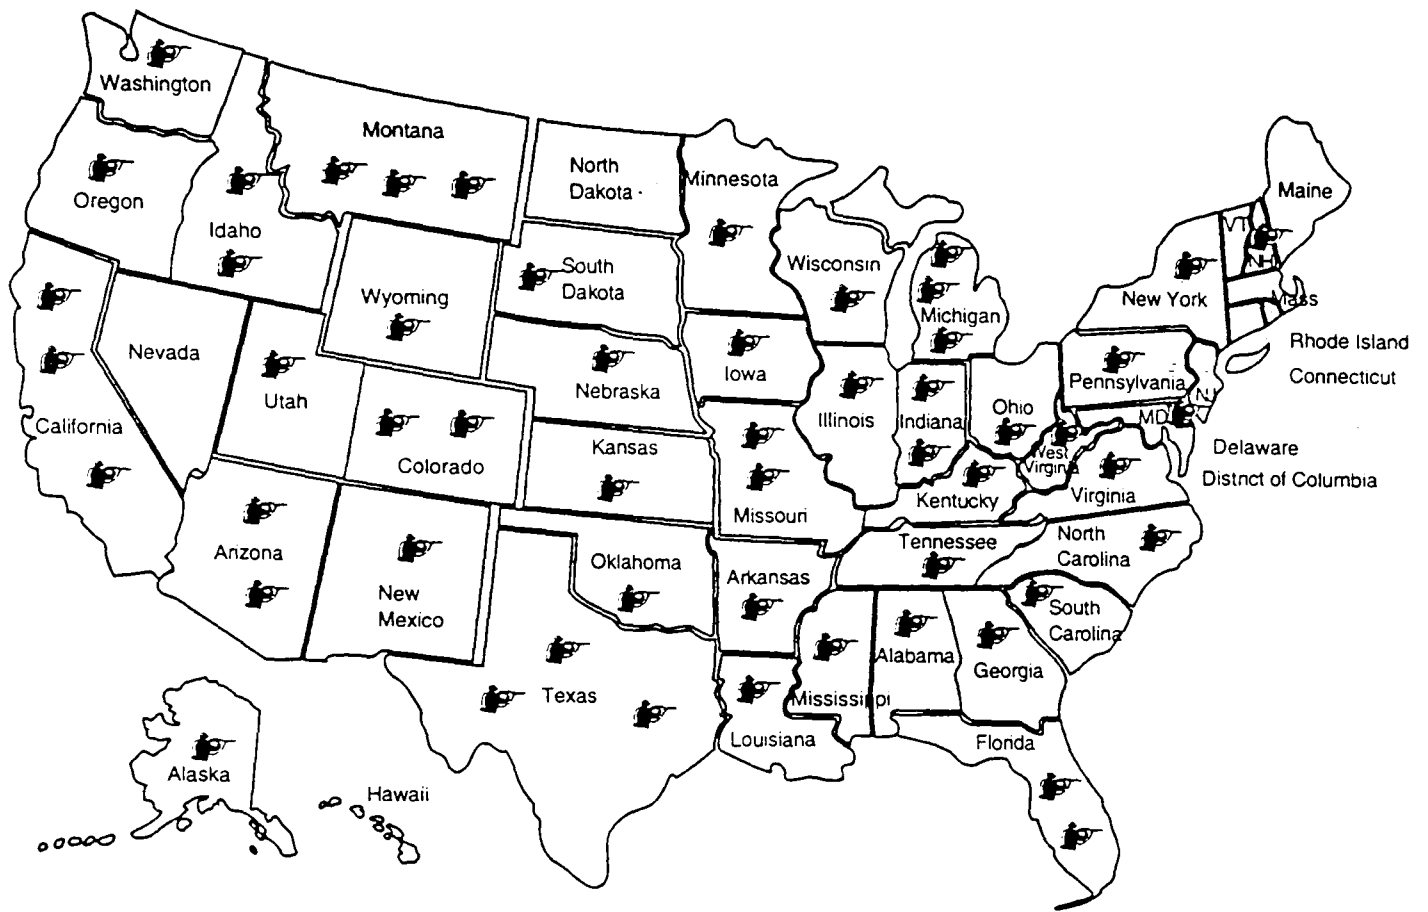 Washington
Montana
North
Dakota
Minnesota
Maine
Oregon
Idaho
VT
NH
South
Dakota
Wisconsin
Wyoming
Michigan
New York
Mass
Nevada
Rhode Island
Connecticut
Iowa
Nebraska
Pennsylvania
NJ
Utah
Illinois
Indiana
Ohio
MD
California
Colorado
Kansas
West
Virginia
Delaware
District of Columbia
Kentucky
Virginia
Missouri
Tennessee
North
Carolina
Arizona
New
Mexico
Oklahoma
Arkansas
South
Carolina
Alabama
Georgia
Texas
Mississippi
Louisiana
Florida
Alaska
Hawaii